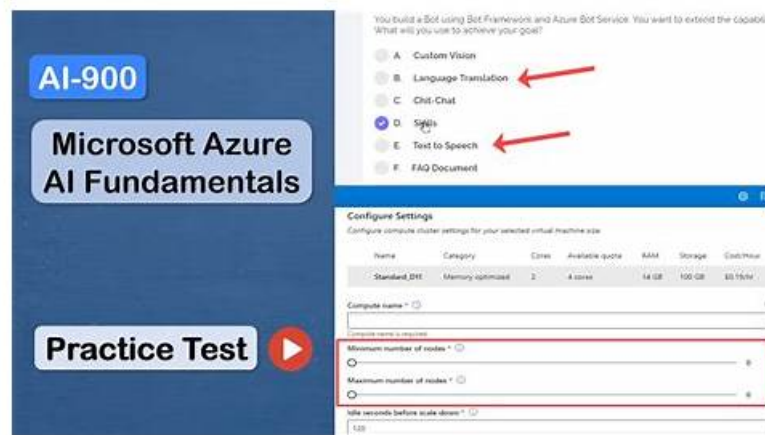 AI-900
Microsoft Azure
AI Fundamentals
Practice Test
You build a Bot using Bot Framework and Azure Bot Service. You want to extend the capabil
What will you use to achieve your goal?
A. Custom Vision
B. Language Translation
C. Chit-Chat
D. Skills
E. Text to Speech
F. FAQ Document
Configure Settings
Configure compute cluster settings for your selected virtual machine size.
Name Category Cores Available quota RAM Storage Cost/Hour
Standard_D11 Memory optimized 2 4 cores 14 GB 100 GB
Compute name *
Compute name is required
Minimum number of nodes *
0
Maximum number of nodes *
0
Idle seconds before scale down *
120